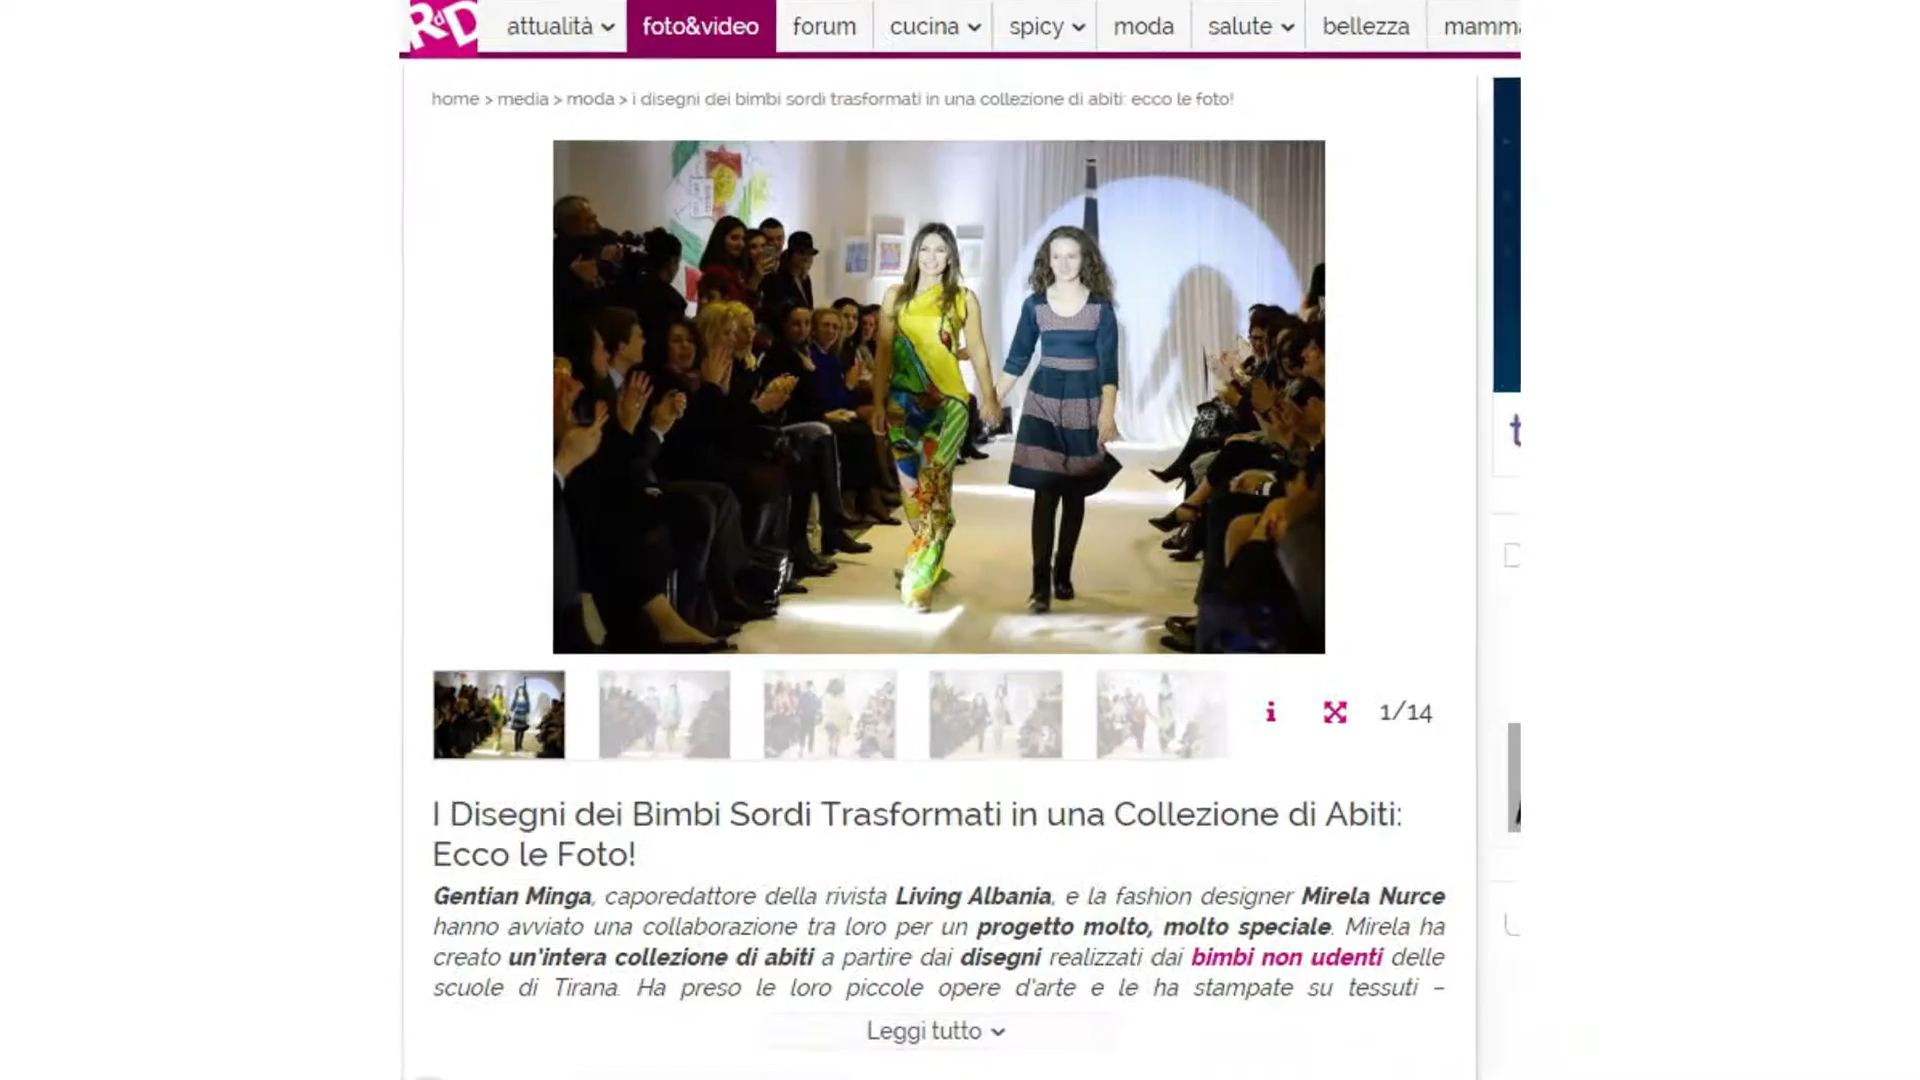 RdD
attualità
foto&video
forum
cucina
spicy
moda
salute
bellezza
home > media > moda > i disegni dei bimbi sordi trasformati in una collezione di abiti: ecco le foto!
1/14
I Disegni dei Bimbi Sordi Trasformati in una Collezione di Abiti:
Ecco le Foto!
Gentian Minga, caporedattore della rivista Living Albania, e la fashion designer Mirela Nurce
hanno avviato una collaborazione tra loro per un progetto molto, molto speciale. Mirela ha
creato un'intera collezione di abiti a partire dai disegni realizzati dai bimbi non udenti delle
scuole di Tirana. Ha preso le loro piccole opere d'arte e le ha stampate su tessuti –
Leggi tutto